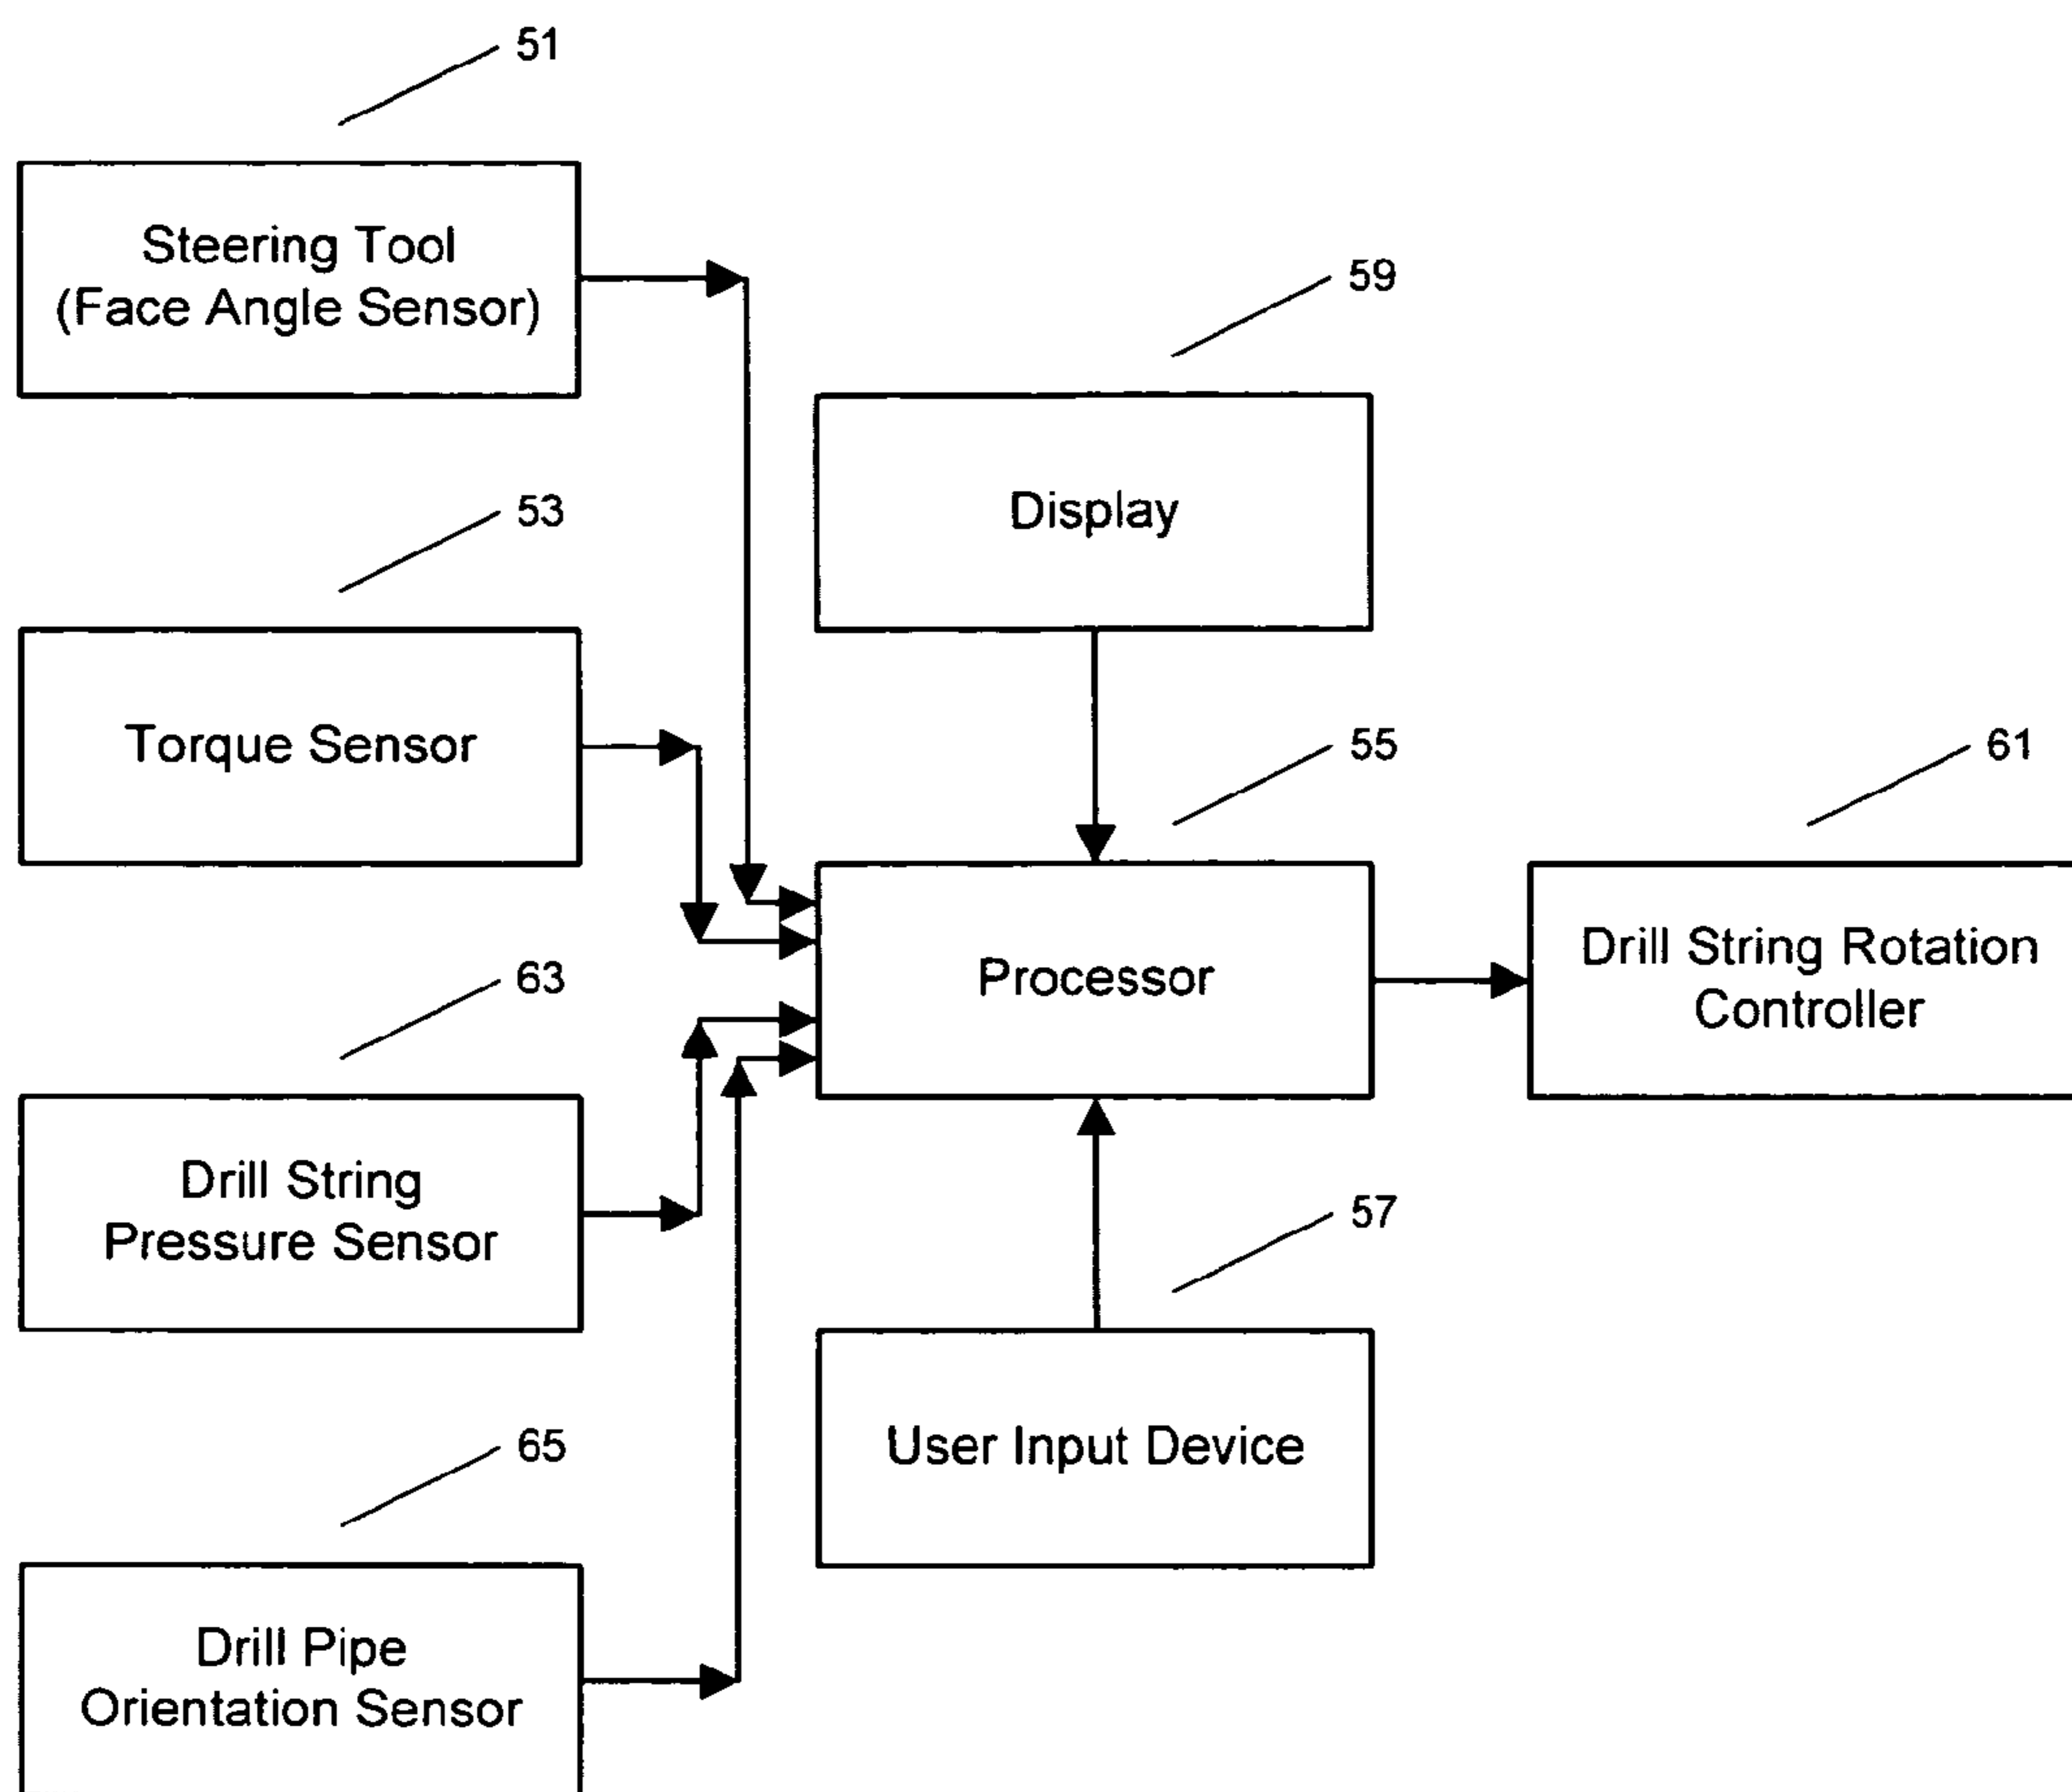 51
Steering Tool
(Face Angle Sensor)
59
Display
53
Torque Sensor
55
Processor
61
Drill String Rotation
Controller
63
Drill String
Pressure Sensor
57
User Input Device
65
Drill Pipe
Orientation Sensor